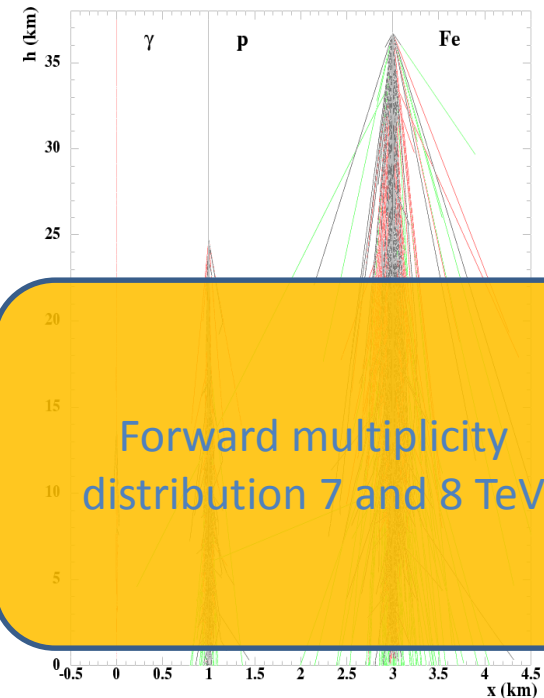 h (km)
γ p Fe
35
30
25
20
15
10
5
0
Forward multiplicity
distribution 7 and 8 TeV
-0.5 0 0.5 1 1.5 2 2.5 3 3.5 4 4.5
x (km)